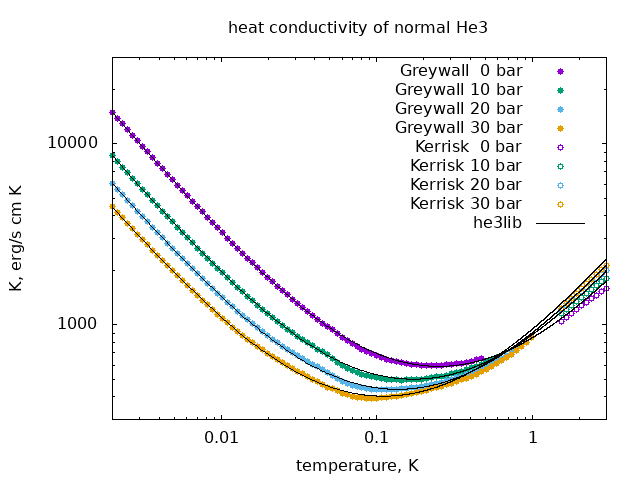 heat conductivity of normal He3
Greywall  0 bar
Greywall 10 bar
Greywall 20 bar
Greywall 30 bar
Kerrisk  0 bar
Kerrisk 10 bar
Kerrisk 20 bar
Kerrisk 30 bar
he3lib
K, erg/s cm K
10000
1000
0.01
0.1
1
temperature, K